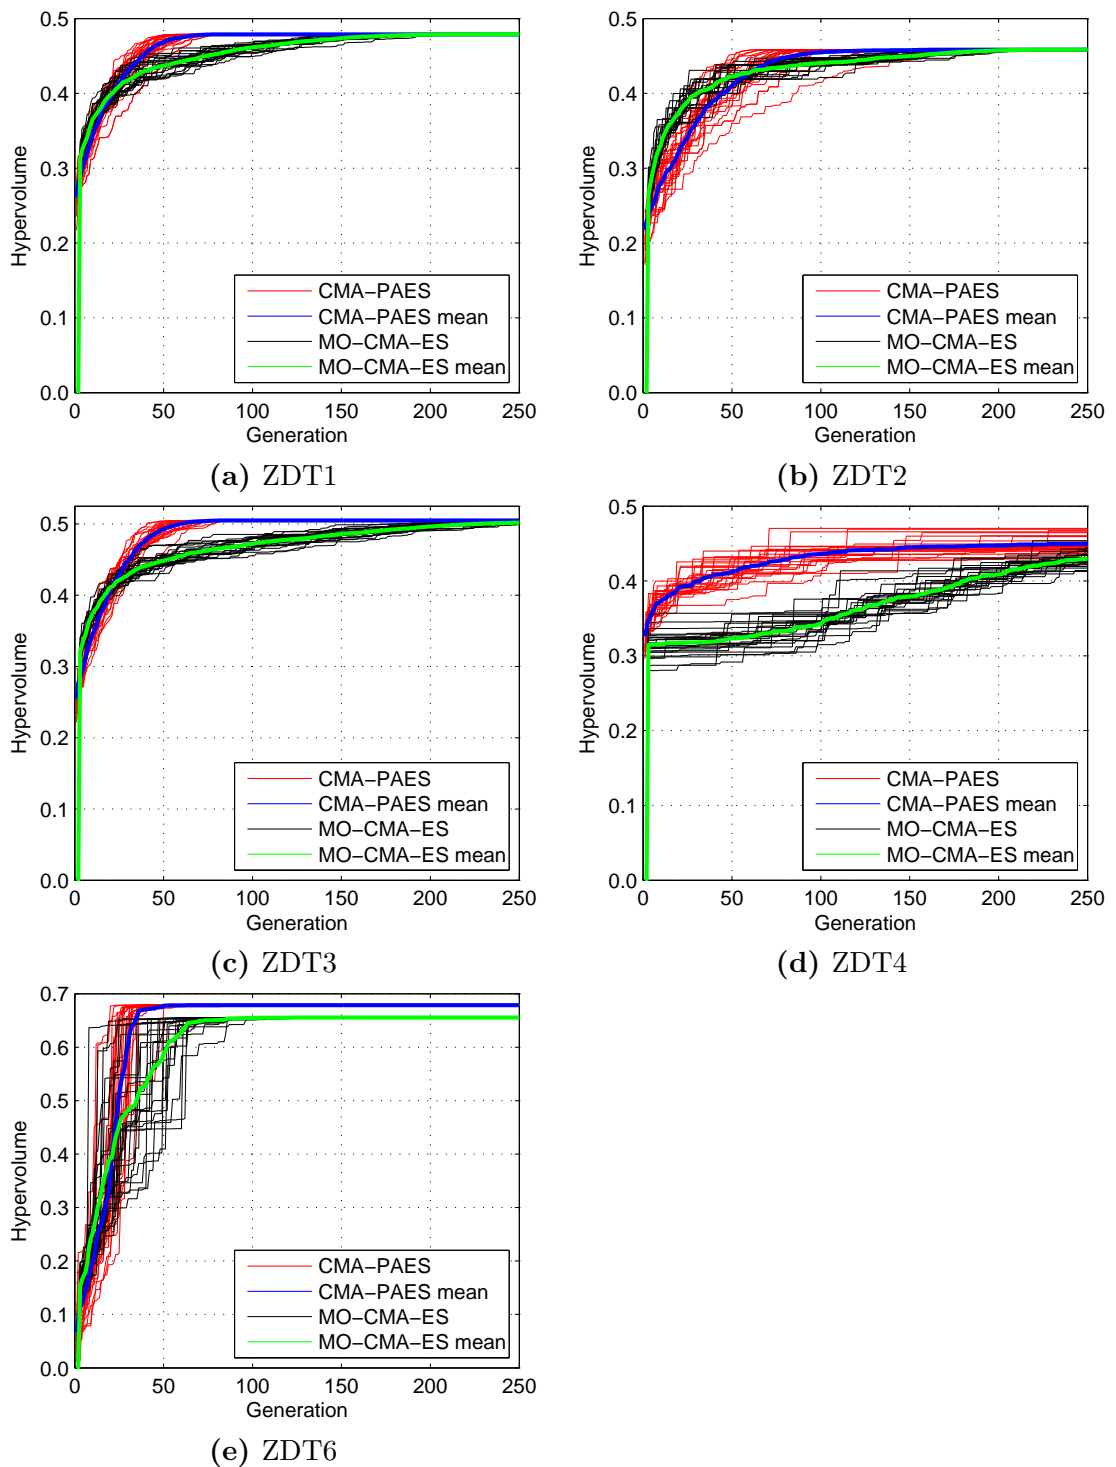 0.5
0.4
0.3
0.2
0.1
0.0
Hypervolume
0 50 100 150 200 250
Generation
CMA−PAES
CMA−PAES mean
MO−CMA−ES
MO−CMA−ES mean
(a) ZDT1
0.5
0.4
0.3
0.2
0.1
0.0
Hypervolume
0 50 100 150 200 250
Generation
CMA−PAES
CMA−PAES mean
MO−CMA−ES
MO−CMA−ES mean
(b) ZDT2
0.5
0.4
0.3
0.2
0.1
0.0
Hypervolume
0 50 100 150 200 250
Generation
CMA−PAES
CMA−PAES mean
MO−CMA−ES
MO−CMA−ES mean
(c) ZDT3
0.5
0.4
0.3
0.2
0.1
0.0
Hypervolume
0 50 100 150 200 250
Generation
CMA−PAES
CMA−PAES mean
MO−CMA−ES
MO−CMA−ES mean
(d) ZDT4
0.7
0.6
0.5
0.4
0.3
0.2
0.1
0.0
Hypervolume
0 50 100 150 200 250
Generation
CMA−PAES
CMA−PAES mean
MO−CMA−ES
MO−CMA−ES mean
(e) ZDT6